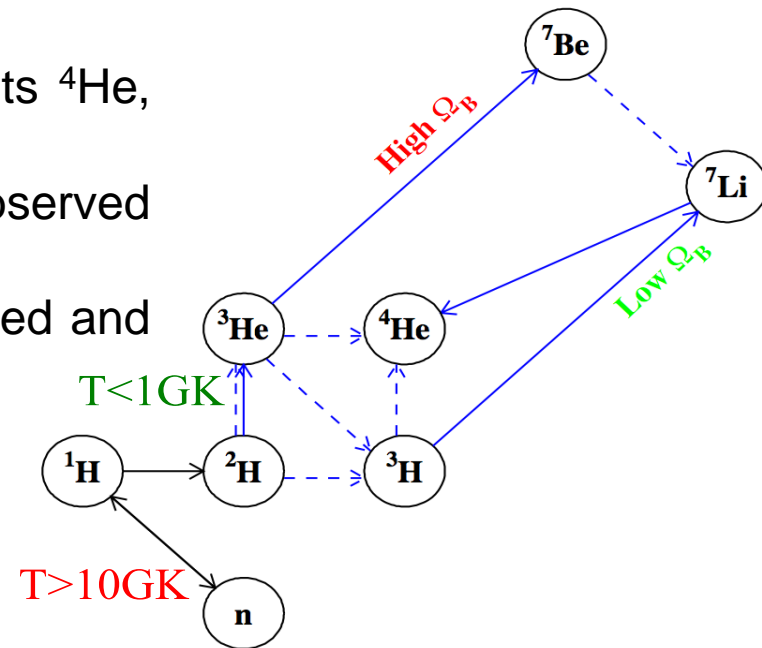 ⁷Be
ts ⁴He,
High Ω_B
⁷Li
oserved
Low Ω_B
³He
⁴He
ed and
T<1GK
¹H
²H
³H
T>10GK
n